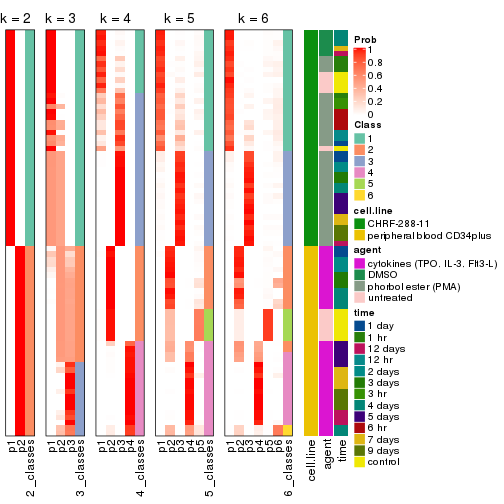 k = 2
k = 3
k = 4
k = 5
k = 6
Prob
1
0.8
0.6
0.4
0.2
0
Class
1
2
3
4
5
6
cell.line
CHRF-288-11
peripheral blood CD34plus
agent
cytokines (TPO, IL-3, Flt3-L)
DMSO
phorbol ester (PMA)
untreated
time
1 day
1 hr
12 days
12 hr
2 days
3 days
3 hr
4 days
5 days
6 hr
7 days
9 days
control
p1
p2
2_classes
p1
p2
p3
3_classes
p1
p2
p3
p4
4_classes
p1
p2
p3
p4
p5
5_classes
p1
p2
p3
p4
p5
p6
6_classes
cell.line
agent
time